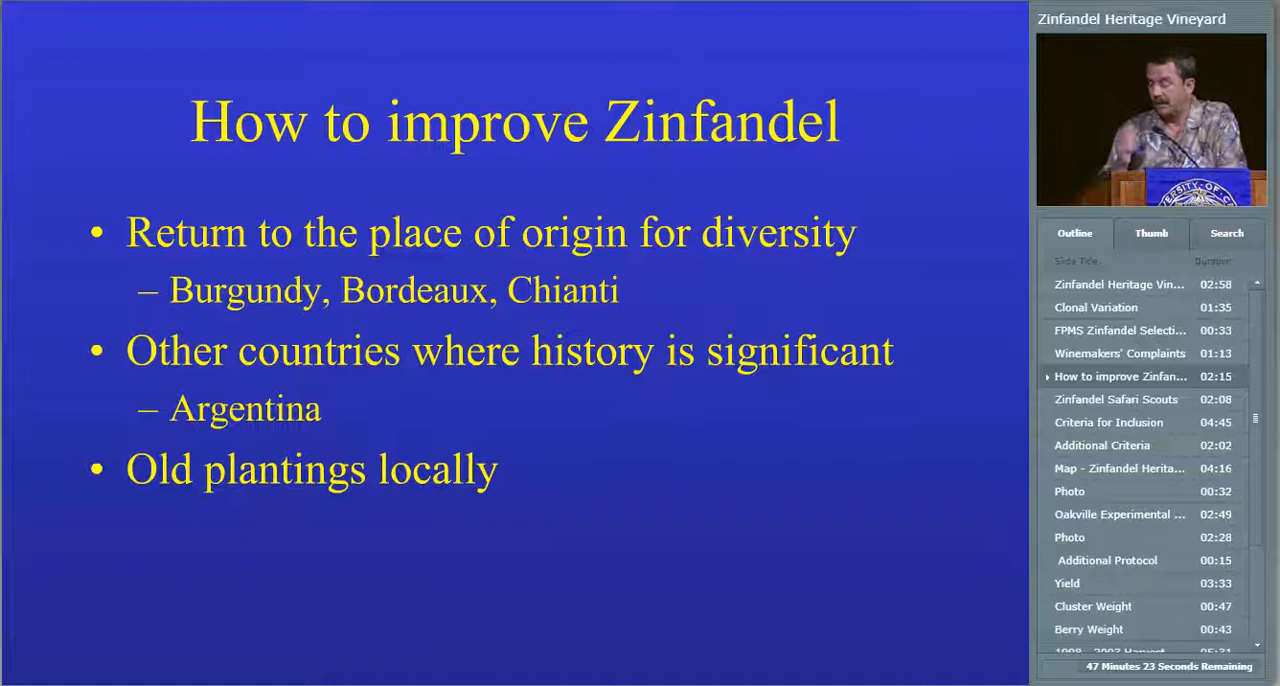 How to improve Zinfandel
• Return to the place of origin for diversity
– Burgundy, Bordeaux, Chianti
• Other countries where history is significant
– Argentina
• Old plantings locally
Zinfandel Heritage Vineyard
Outline Thumb Search
Slide Title Duration
Zinfandel Heritage Vin... 02:58
Clonal Variation 01:35
FPMS Zinfandel Selecti... 00:33
Winemakers' Complaints 01:13
How to improve Zinfan... 02:15
Zinfandel Safari Scouts 02:08
Criteria for Inclusion 04:45
Additional Criteria 02:02
Map - Zinfandel Herita... 04:16
Photo 00:32
Oakville Experimental ... 02:49
Photo 02:28
Additional Protocol 00:15
Yield 03:33
Cluster Weight 00:47
Berry Weight 00:43
1998 - 2003 Harvest
47 Minutes 23 Seconds Remaining